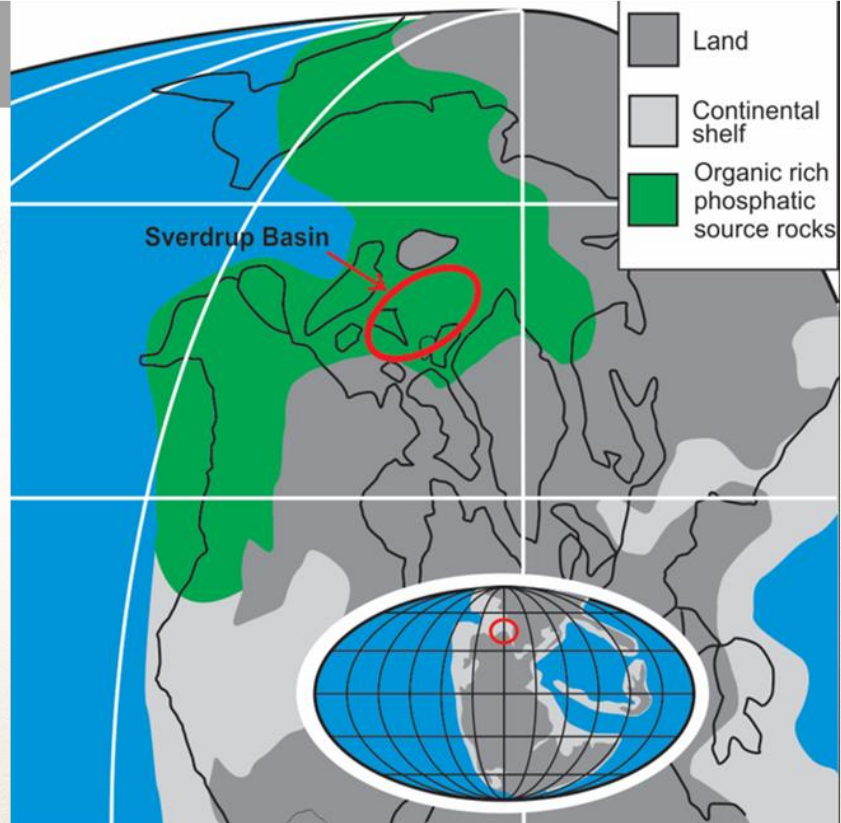 Land
Continental
shelf
Organic rich
phosphatic
source rocks
Sverdrup Basin